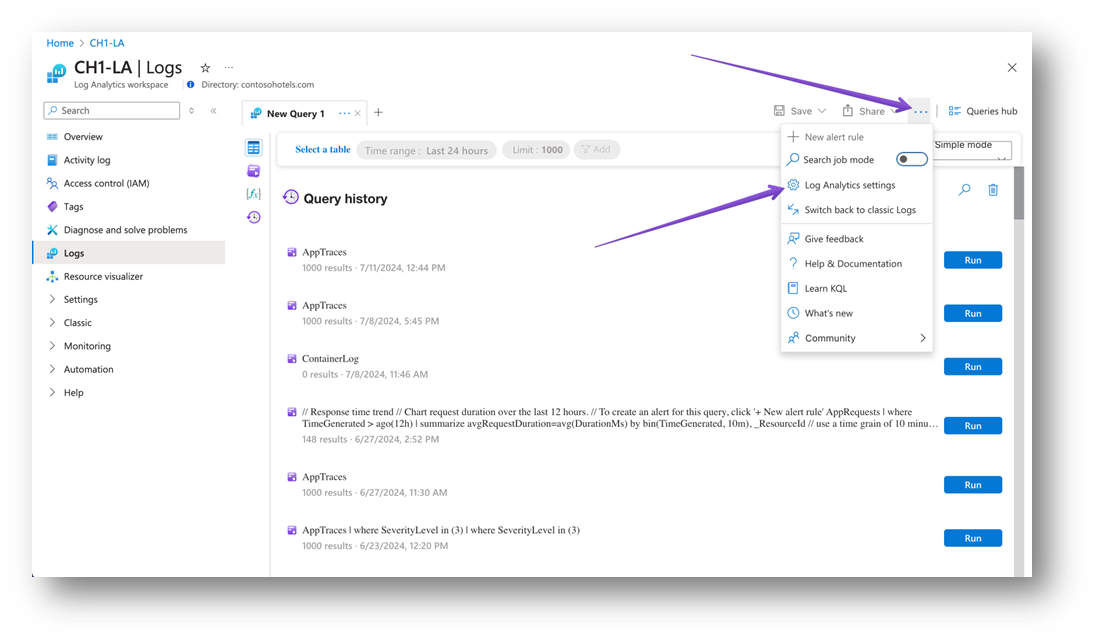 Home > CH1-LA
CH1-LA | Logs ☆ ...
Log Analytics workspace
Directory: contosohotels.com
Search
Overview
Activity log
Access control (IAM)
Tags
Diagnose and solve problems
Logs
Resource visualizer
Settings
Classic
Monitoring
Automation
Help
New Query 1 ...
Save
Share
...
Queries hub
Select a table
Time range : Last 24 hours
Limit : 1000
Add
Simple mode
New alert rule
Search job mode
Log Analytics settings
Switch back to classic Logs
Give feedback
Help & Documentation
Learn KQL
What's new
Community
{fx}
Query history
AppTraces
1000 results · 7/11/2024, 12:44 PM
Run
AppTraces
1000 results · 7/8/2024, 5:45 PM
Run
ContainerLog
0 results · 7/8/2024, 11:46 AM
Run
// Response time trend // Chart request duration over the last 12 hours. // To create an alert for this query, click '+ New alert rule' AppRequests | where
TimeGenerated > ago(12h) | summarize avgRequestDuration=avg(DurationMs) by bin(TimeGenerated, 10m), _ResourceId // use a time grain of 10 minu...
148 results · 6/27/2024, 2:52 PM
Run
AppTraces
1000 results · 6/27/2024, 11:30 AM
Run
AppTraces | where SeverityLevel in (3) | where SeverityLevel in (3)
1000 results · 6/23/2024, 12:20 PM
Run